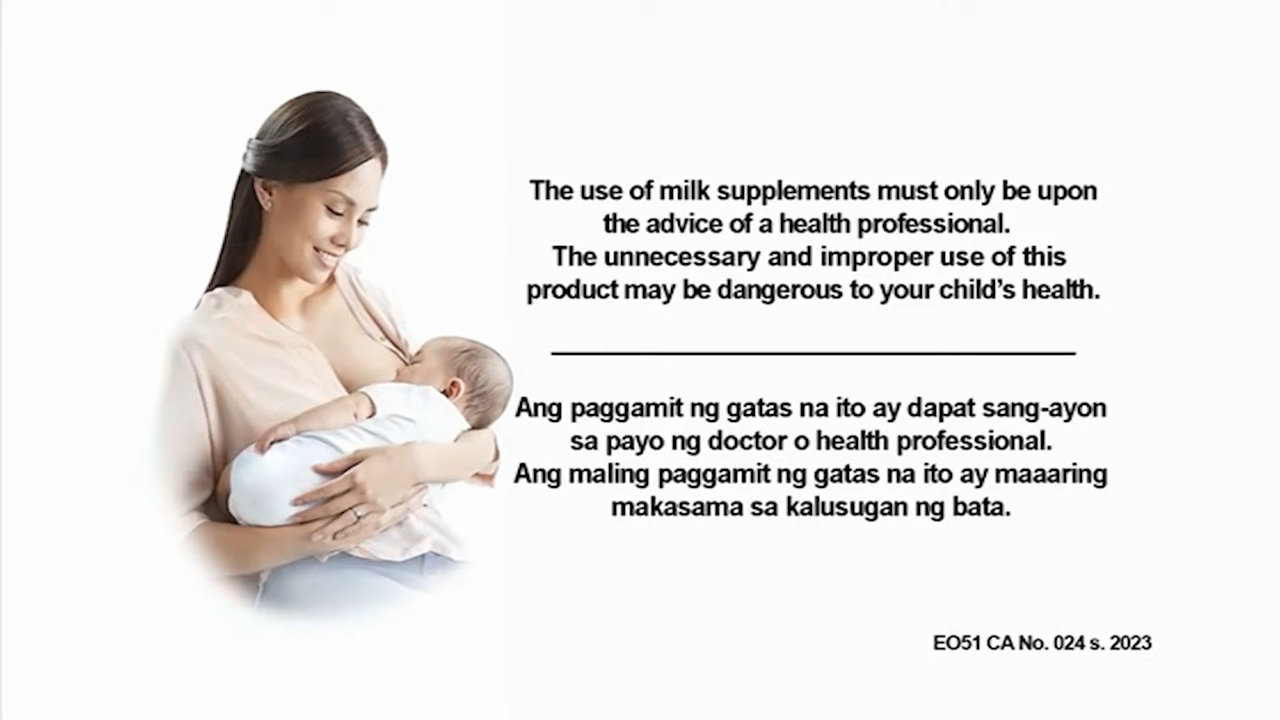 The use of milk supplements must only be upon
the advice of a health professional.
The unnecessary and improper use of this
product may be dangerous to your child's health.
Ang paggamit ng gatas na ito ay dapat sang-ayon
sa payo ng doctor o health professional.
Ang maling paggamit ng gatas na ito ay maaaring
makasama sa kalusugan ng bata.
EO51 CA No. 024 s. 2023